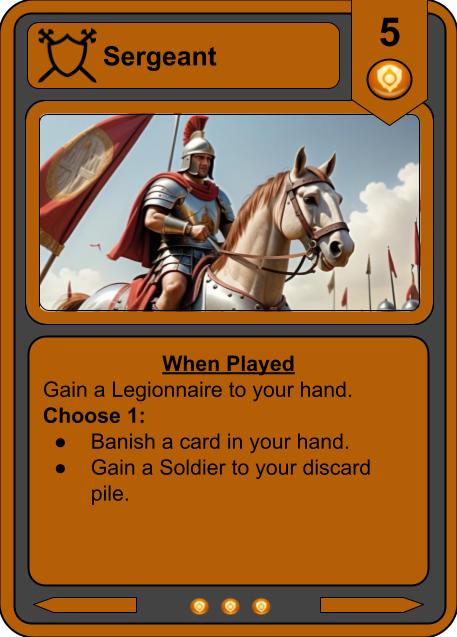 Sergeant
5
When Played
Gain a Legionnaire to your hand.
Choose 1:
● Banish a card in your hand.
● Gain a Soldier to your discard
pile.